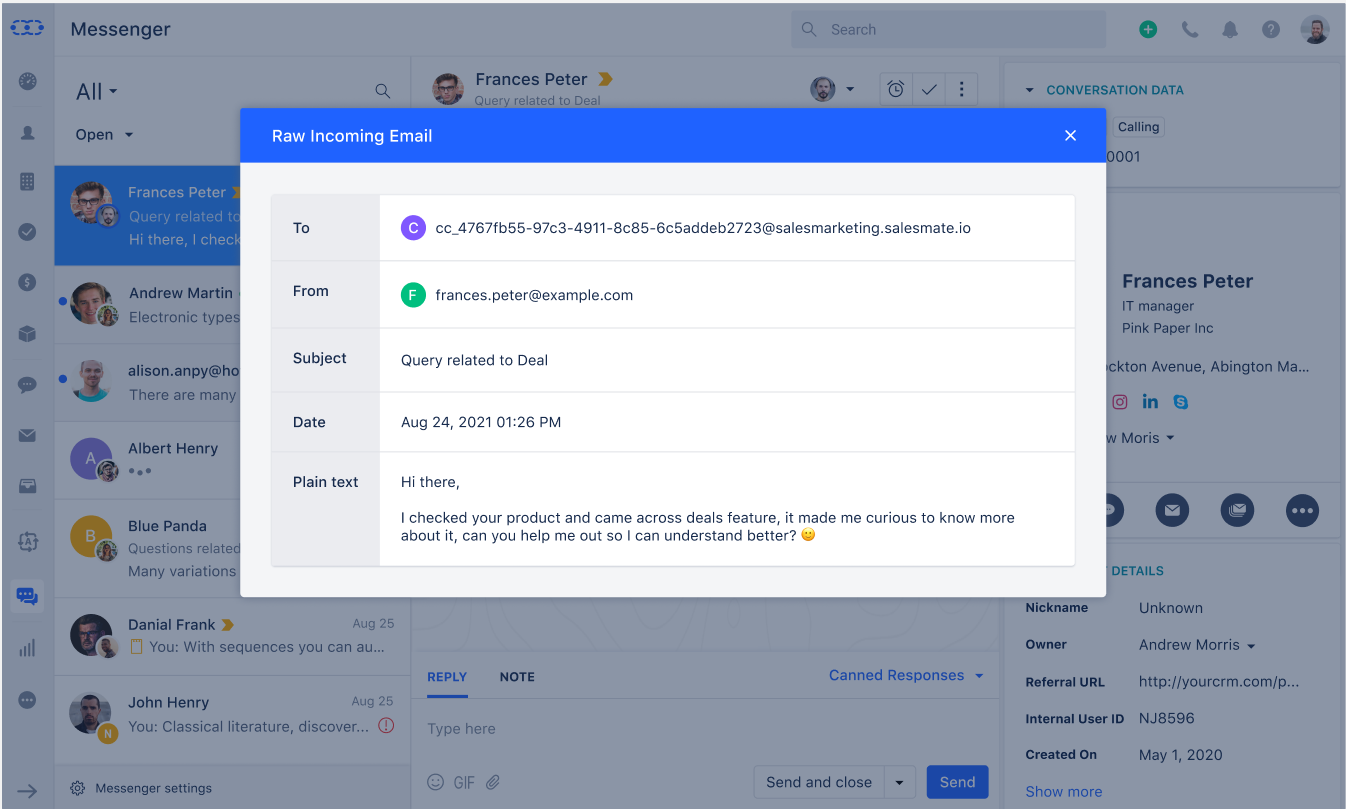 Messenger
Search
All
Open
Frances Peter
Query related to
Hi there, I check
Andrew Martin
Electronic types
alison.anpy@ho
There are many
A
Albert Henry
B
Blue Panda
Questions related
Many variations
Danial Frank
Aug 25
You: With sequences you can au...
John Henry
Aug 25
N
You: Classical literature, discover...
Messenger settings
Frances Peter
Query related to Deal
Raw Incoming Email
To
C cc_4767fb55-97c3-4911-8c85-6c5addeb2723@salesmarketing.salesmate.io
From
F frances.peter@example.com
Subject
Query related to Deal
Date
Aug 24, 2021 01:26 PM
Plain text
Hi there,
I checked your product and came across deals feature, it made me curious to know more
about it, can you help me out so I can understand better? 🙂
REPLY
NOTE
Canned Responses
Type here
GIF
Send and close
Send
CONVERSATION DATA
Calling
0001
Frances Peter
IT manager
Pink Paper Inc
ockton Avenue, Abington Ma...
in
w Moris
DETAILS
Nickname
Unknown
Owner
Andrew Morris
Referral URL
http://yourcrm.com/p...
Internal User ID
NJ8596
Created On
May 1, 2020
Show more